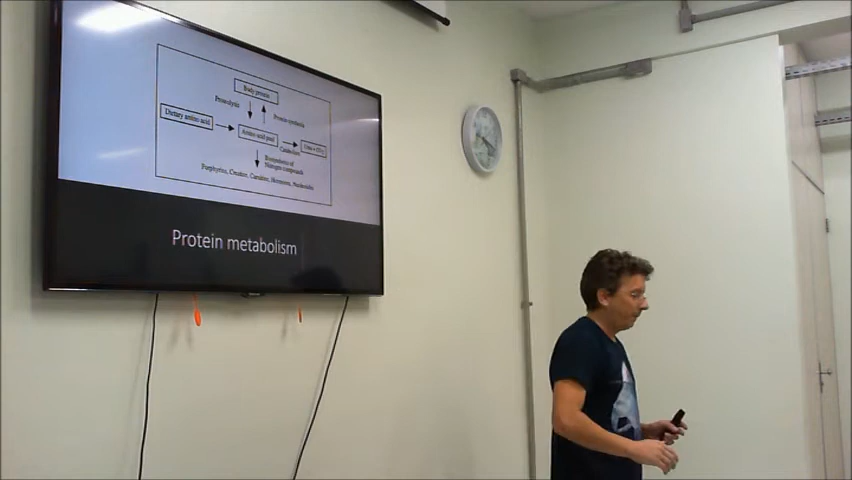 Body protein
Proteolysis
Protein synthesis
Dietary amino acid
Amino acid pool
Catabolism
Urea + CO2
Biosynthesis of
Nitrogen compounds
Porphyrins, Creatine, Carnitine, Hormones, Nucleotides
Protein metabolism